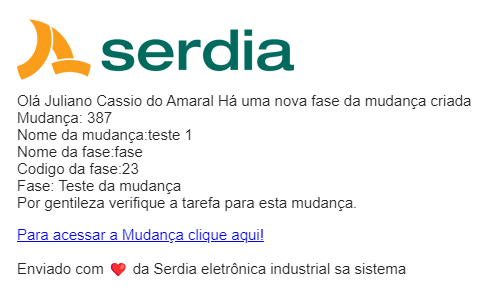 serdia
Olá Juliano Cassio do Amaral Há uma nova fase da mudança criada
Mudança: 387
Nome da mudança:teste 1
Nome da fase:fase
Codigo da fase:23
Fase: Teste da mudança
Por gentileza verifique a tarefa para esta mudança.
Para acessar a Mudança clique aqui!
Enviado com ❤️ da Serdia eletrônica industrial sa sistema